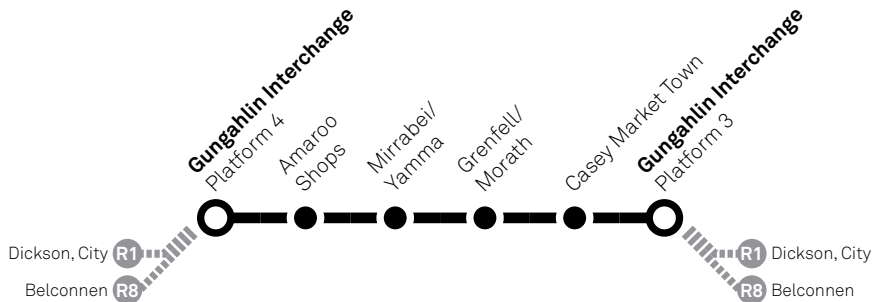 Gungahlin Interchange
Platform 4
Amaroo
Shops
Mirrabei/
Yamma
Grenfell/
Morath
Casey Market Town
Gungahlin Interchange
Platform 3
Dickson, City R1
Belconnen R8
R1 Dickson, City
R8 Belconnen